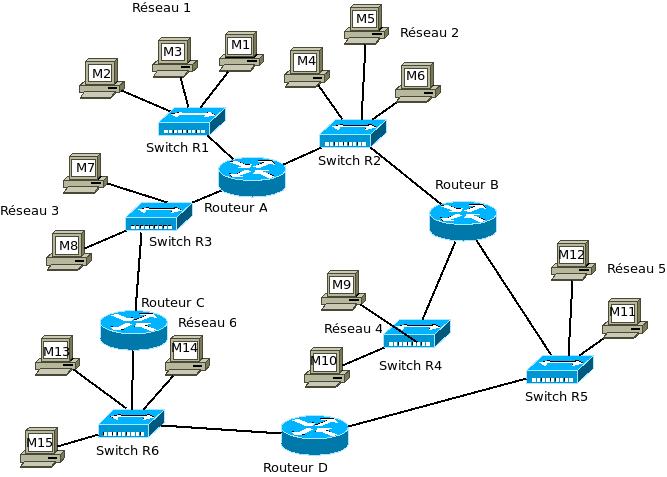 Réseau 1
M5
M1
M3
Réseau 2
M4
M2
M6
Switch R1
Switch R2
M7
Routeur B
Réseau 3
Routeur A
Switch R3
M8
M12
Réseau 5
M9
Routeur C
M11
Réseau 6
Réseau 4
M13
M14
M10
Switch R4
Switch R5
M15
Switch R6
Routeur D